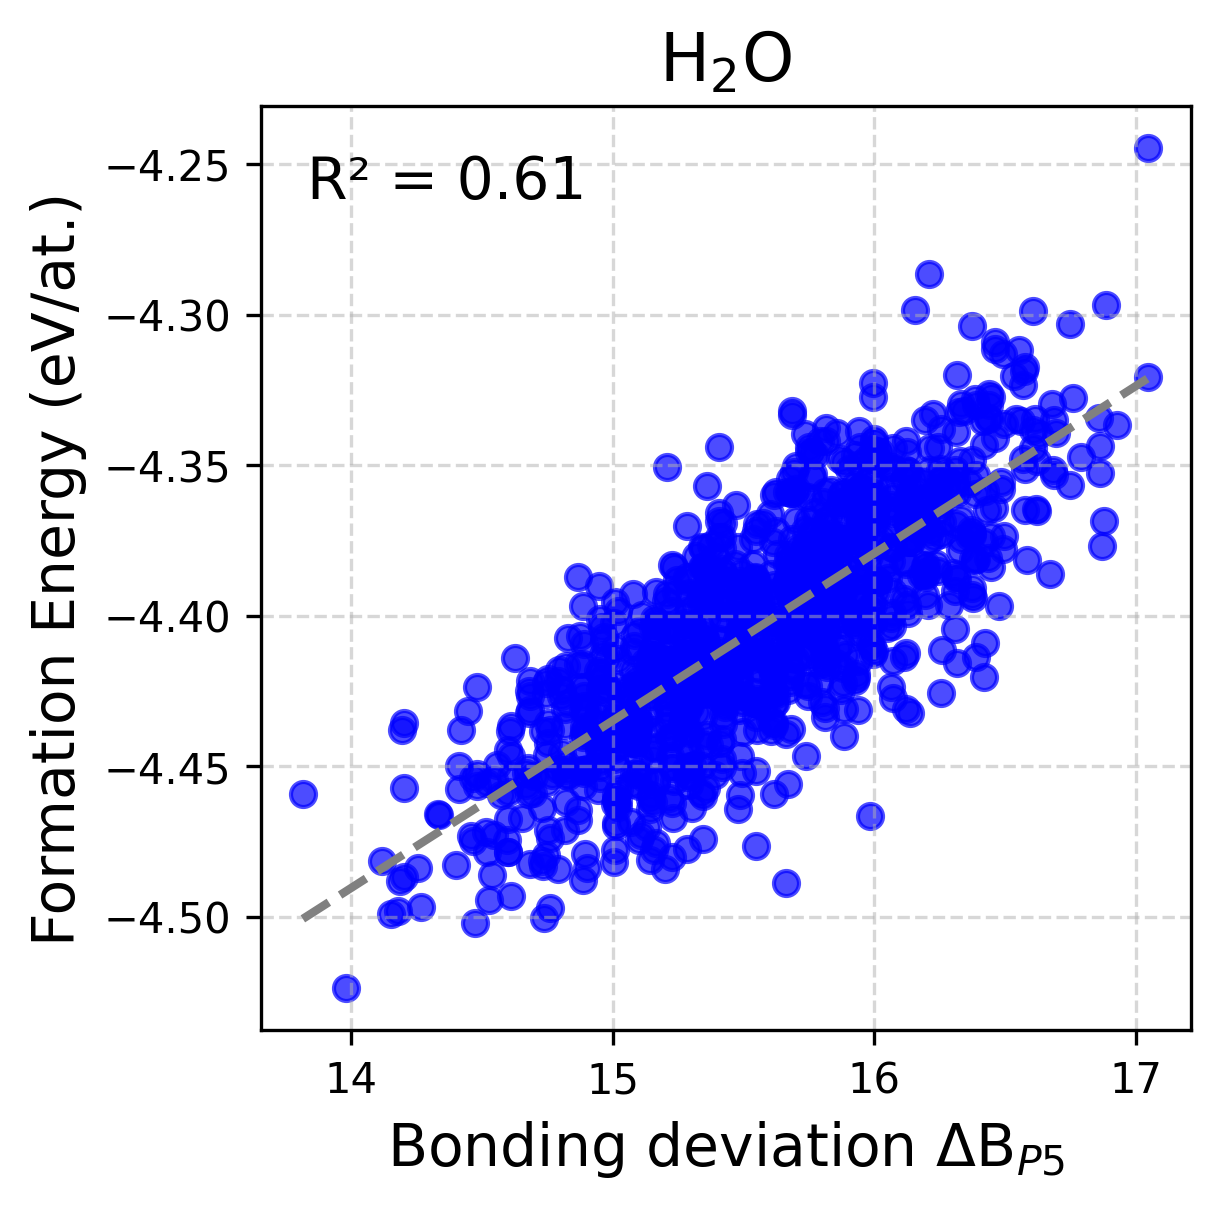 H₂O
R² = 0.61
Formation Energy (eV/at.)
−4.25
−4.30
−4.35
−4.40
−4.45
−4.50
14 15 16 17
Bonding deviation ΔB_P5